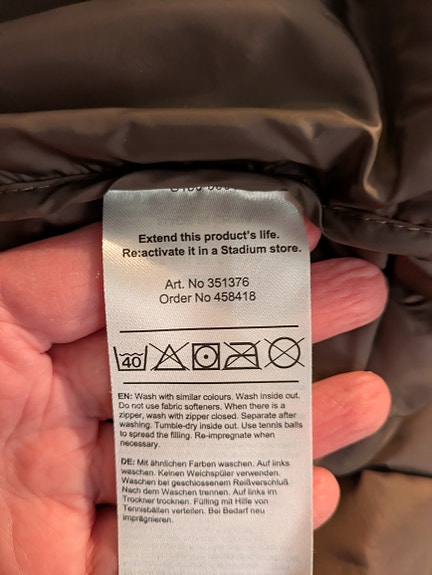 Extend this product's life.
Re:activate it in a Stadium store.
Art. No 351376
Order No 458418
40
EN: Wash with similar colours. Wash inside out.
Do not use fabric softeners. When there is a
zipper, wash with zipper closed. Separate after
washing. Tumble-dry inside out. Use tennis balls
to spread the filling. Re-impregnate when
necessary.
DE: Mit ähnlichen Farben waschen. Auf links
waschen. Keinen Weichspüler verwenden.
Waschen bei geschlossenem Reißverschluß.
Nach dem Waschen trennen. Auf links im
Trockner trocknen. Füllung mit Hilfe von
Tennisbällen verteilen. Bei Bedarf neu
imprägnieren.